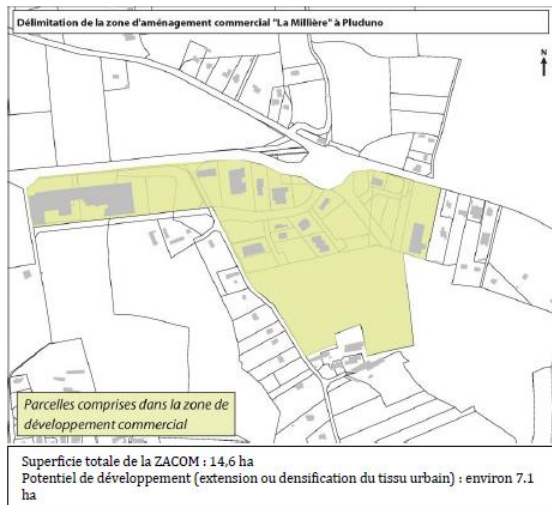 Délimitation de la zone d'aménagement commercial "La Millière" à Pluduno
N
Parcelles comprises dans la zone de
développement commercial
Superficie totale de la ZACOM : 14,6 ha
Potentiel de développement (extension ou densification du tissu urbain) : environ 7.1
ha